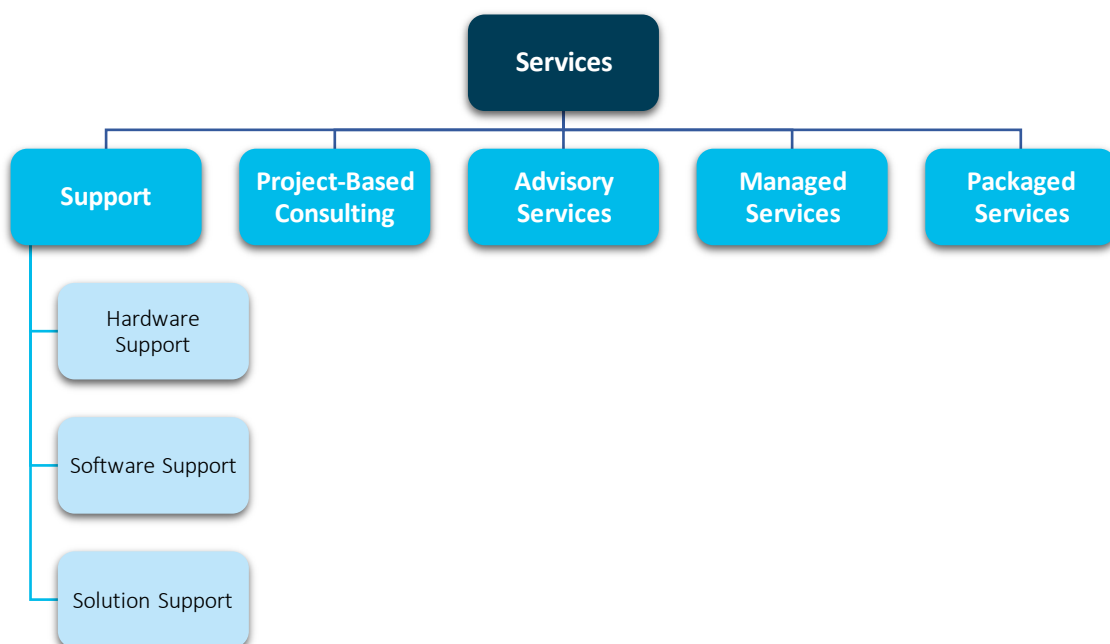 Services
Support
Project-Based
Consulting
Advisory
Services
Managed
Services
Packaged
Services
Hardware
Support
Software Support
Solution Support